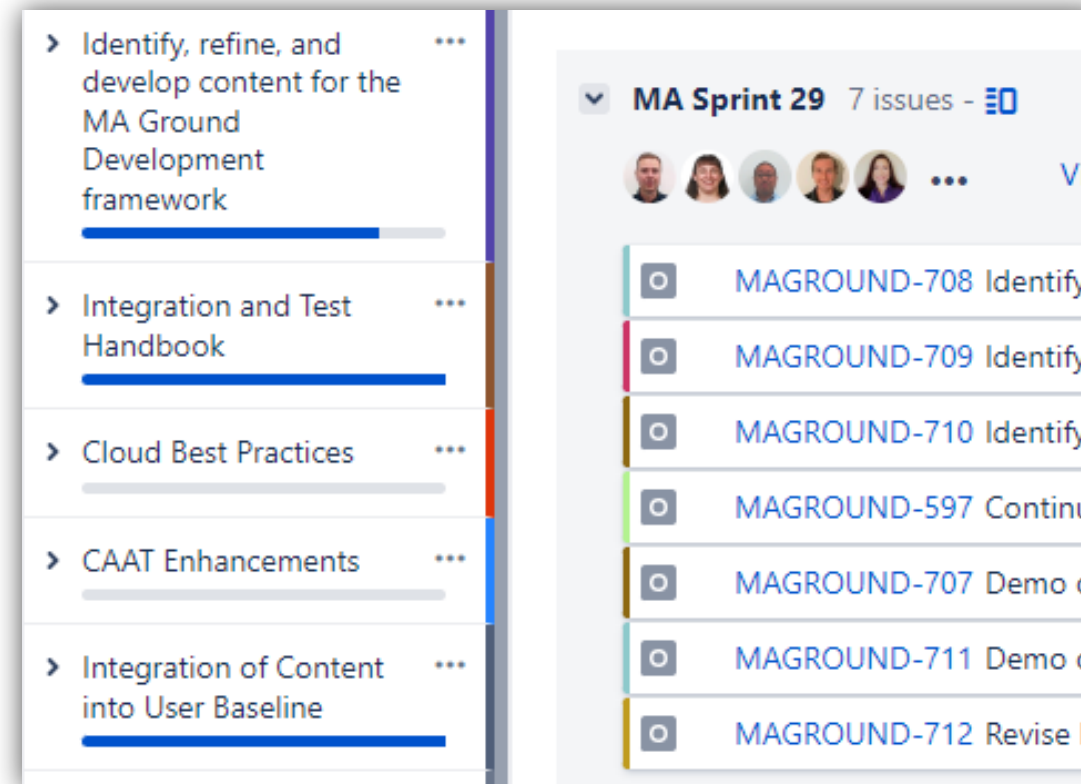 Identify, refine, and
develop content for the
MA Ground
Development
framework
Integration and Test
Handbook
Cloud Best Practices
CAAT Enhancements
Integration of Content
into User Baseline
MA Sprint 29 7 issues -
MAGROUND-708 Identify
MAGROUND-709 Identify
MAGROUND-710 Identify
MAGROUND-597
MAGROUND-707 Demo
MAGROUND-711 Demo
MAGROUND-712 Revise